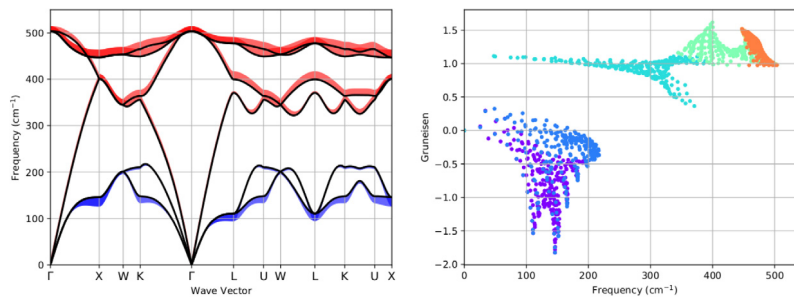 500
400
300
200
100
0
Frequency (cm⁻¹)
Γ X W K Γ L U W L K U X
Wave Vector
1.5
1.0
0.5
0.0
−0.5
−1.0
−1.5
−2.0
Gruneisen
0 100 200 300 400 500
Frequency (cm⁻¹)